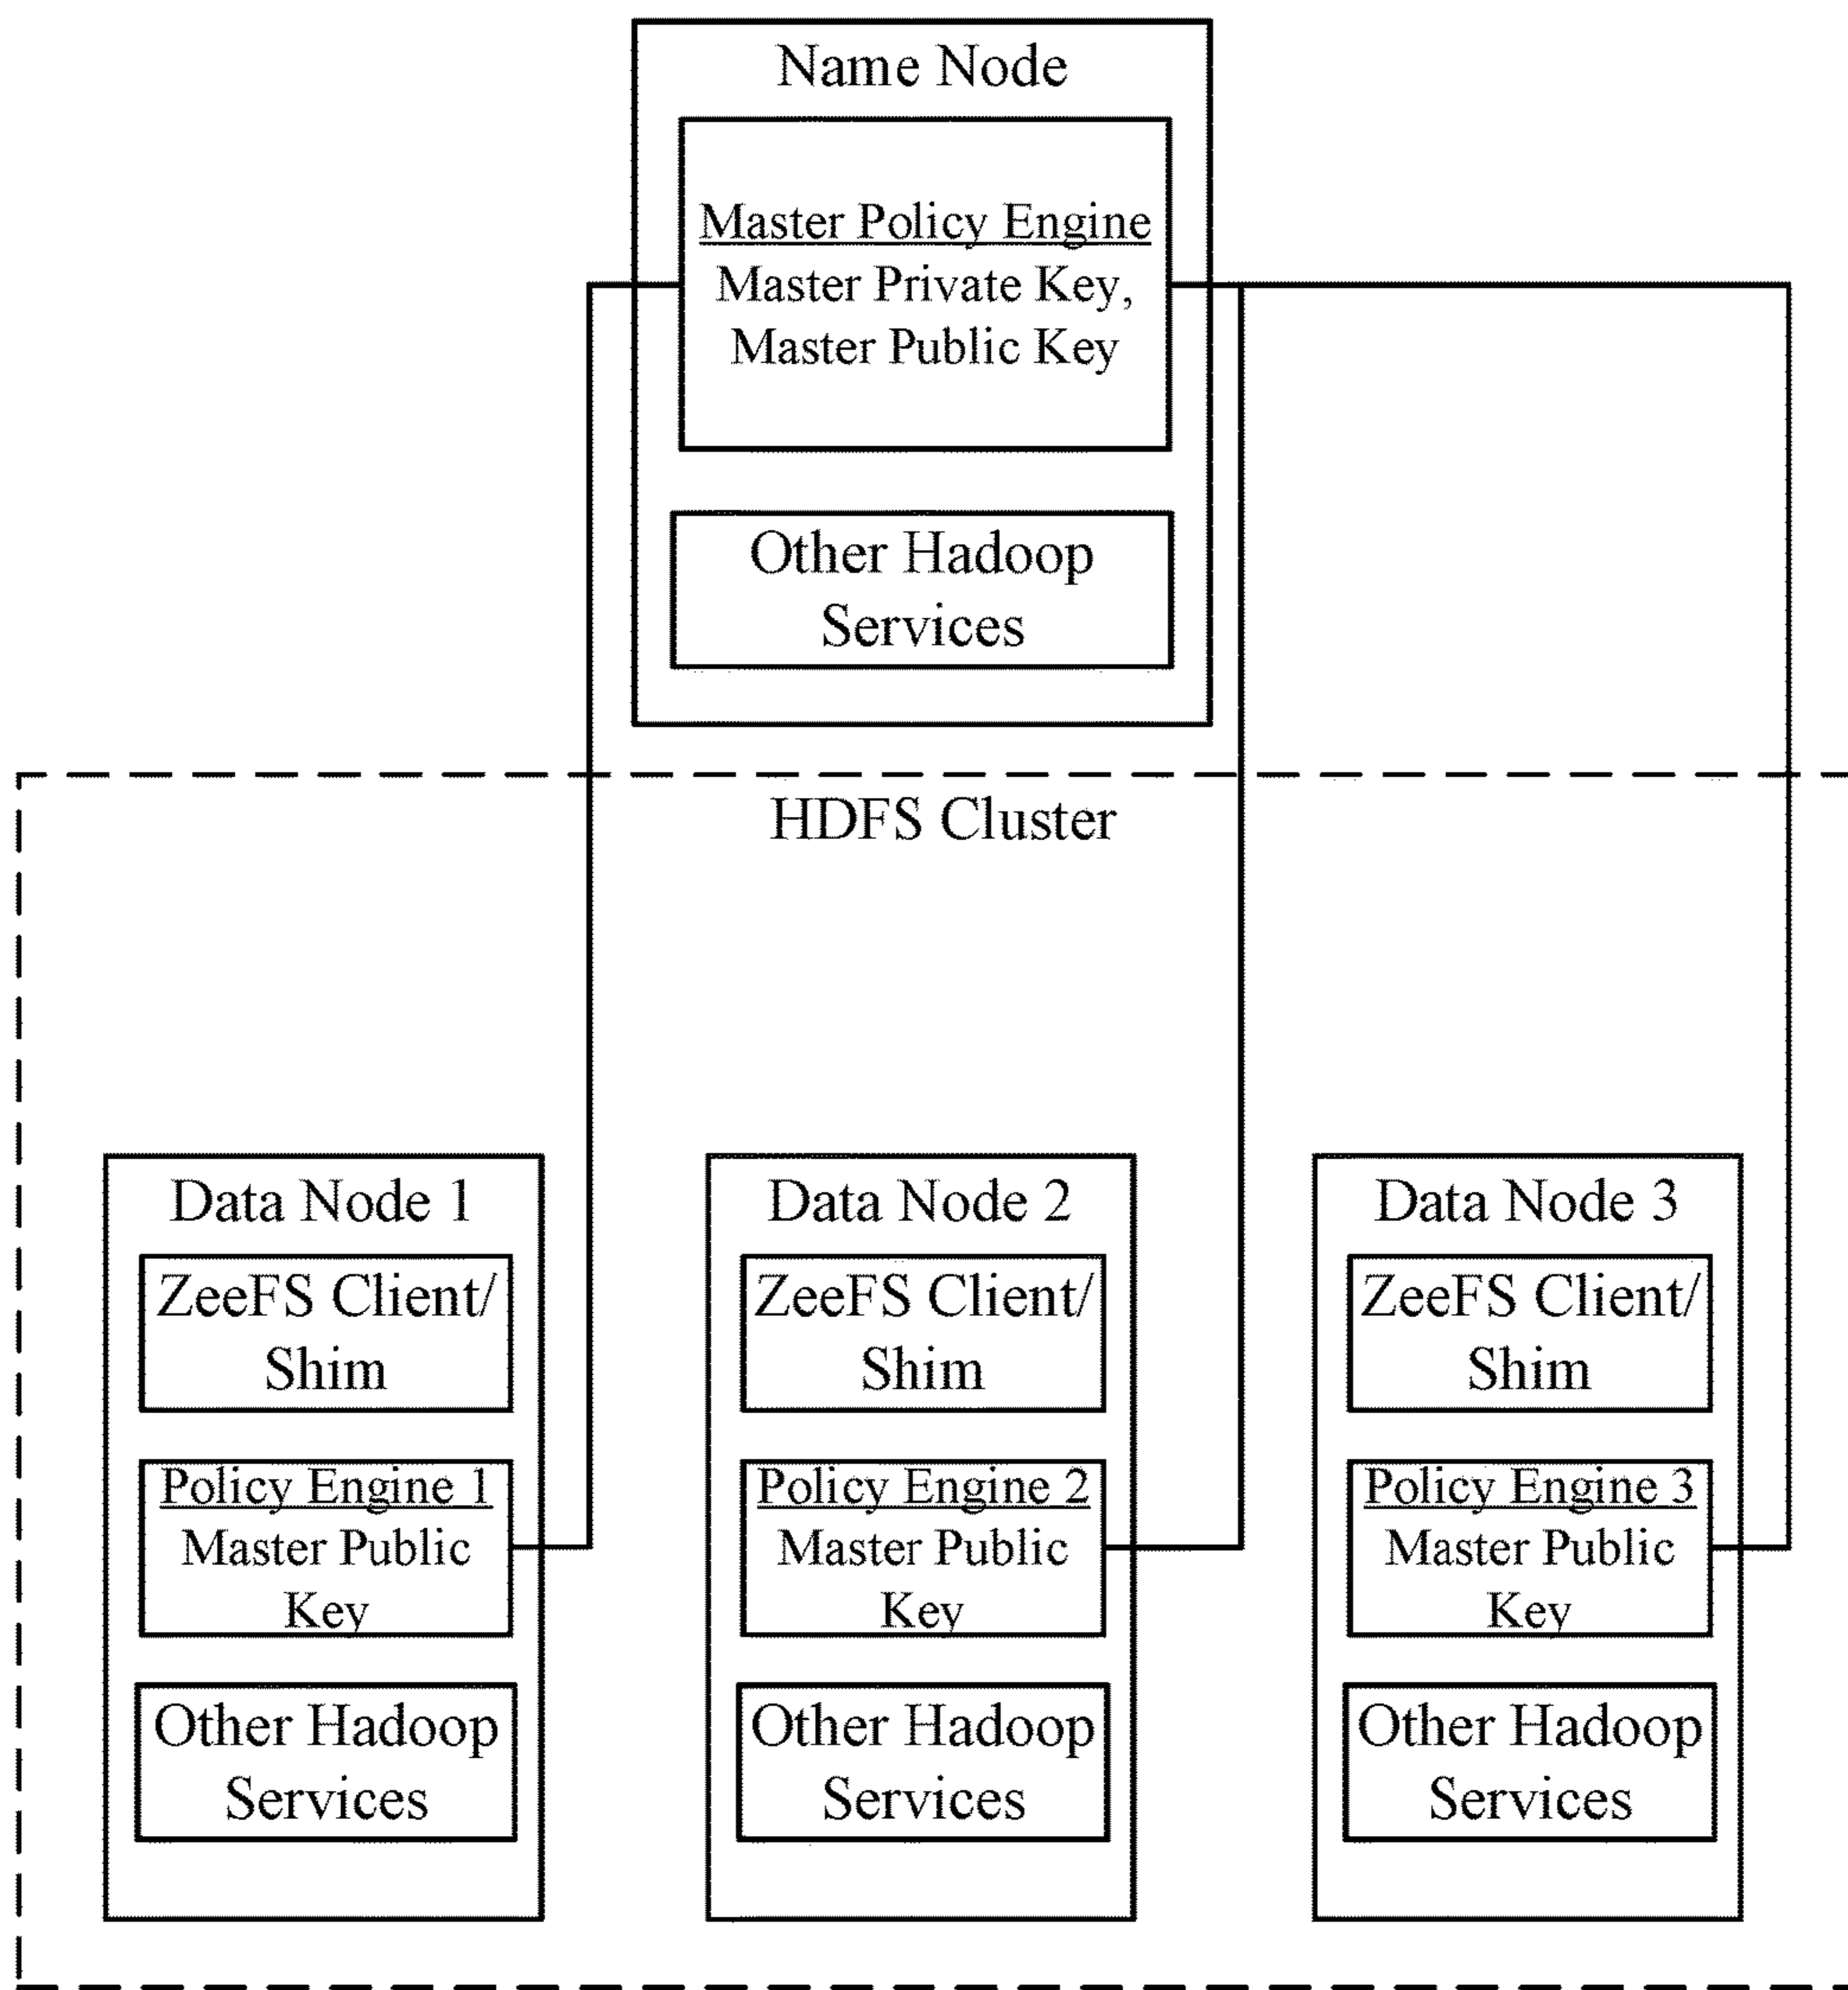 Name Node
Master Policy Engine
Master Private Key,
Master Public Key
Other Hadoop
Services
HDFS Cluster
Data Node 1
ZeeFS Client/
Shim
Policy Engine 1
Master Public
Key
Other Hadoop
Services
Data Node 2
ZeeFS Client/
Shim
Policy Engine 2
Master Public
Key
Other Hadoop
Services
Data Node 3
ZeeFS Client/
Shim
Policy Engine 3
Master Public
Key
Other Hadoop
Services